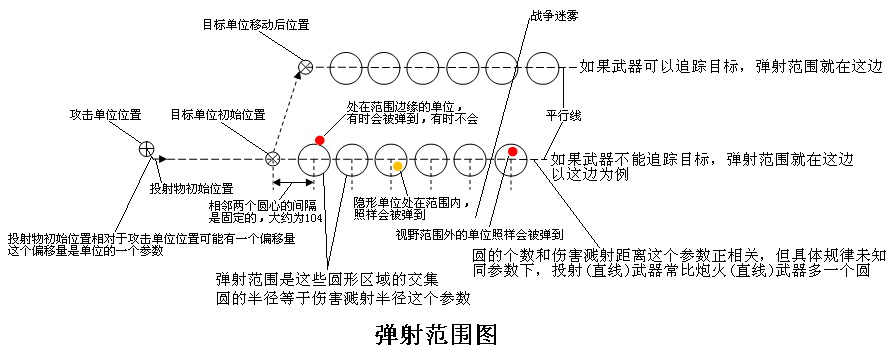 战争迷雾
目标单位移动后位置
如果武器可以追踪目标，弹射范围就在这边
处在范围边缘的单位，
有时会被弹到，有时不会
攻击单位位置
目标单位初始位置
平行线
如果武器不能追踪目标，弹射范围就在这边
以这边为例
投射物初始位置
相邻两个圆心的间隔
是固定的，大约为104
隐形单位处在范围内，
照样会被弹到
视野范围外的单位照样会被弹到
投射物初始位置相对于攻击单位位置可能有一个偏移量
这个偏移量是单位的一个参数
圆的个数和伤害溅射距离这个参数正相关，但具体规律未知
同参数下，投射(直线)武器常比炮火(直线)武器多一个圆
弹射范围是这些圆形区域的交集
圆的半径等于伤害溅射半径这个参数
弹射范围图